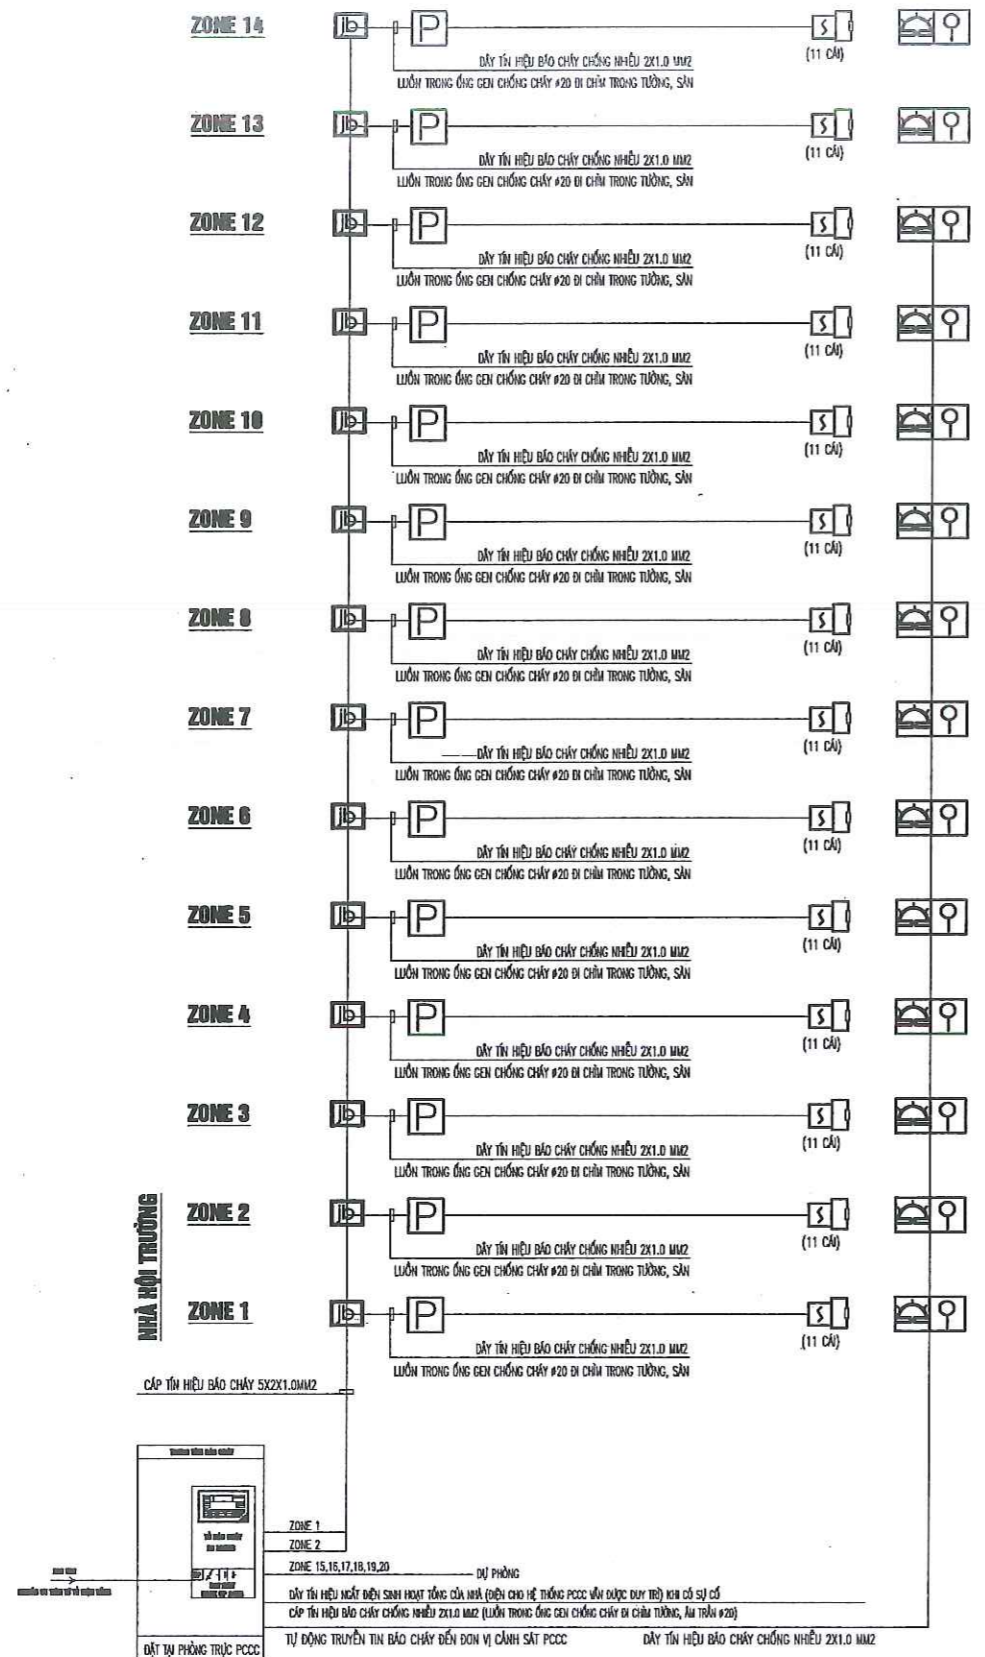 ZONE 14
jb
P
S
(11 CÁI)
DÂY TÍN HIỆU BÁO CHÁY CHỐNG NHIỄU 2X1.0 MM2
LUỒN TRONG ỐNG GEN CHỐNG CHÁY ø20 ĐI CHÌM TRONG TƯỜNG, SÀN
ZONE 13
jb
P
S
(11 CÁI)
DÂY TÍN HIỆU BÁO CHÁY CHỐNG NHIỄU 2X1.0 MM2
LUỒN TRONG ỐNG GEN CHỐNG CHÁY ø20 ĐI CHÌM TRONG TƯỜNG, SÀN
ZONE 12
jb
P
S
(11 CÁI)
DÂY TÍN HIỆU BÁO CHÁY CHỐNG NHIỄU 2X1.0 MM2
LUỒN TRONG ỐNG GEN CHỐNG CHÁY ø20 ĐI CHÌM TRONG TƯỜNG, SÀN
ZONE 11
jb
P
S
(11 CÁI)
DÂY TÍN HIỆU BÁO CHÁY CHỐNG NHIỄU 2X1.0 MM2
LUỒN TRONG ỐNG GEN CHỐNG CHÁY ø20 ĐI CHÌM TRONG TƯỜNG, SÀN
ZONE 10
jb
P
S
(11 CÁI)
DÂY TÍN HIỆU BÁO CHÁY CHỐNG NHIỄU 2X1.0 MM2
LUỒN TRONG ỐNG GEN CHỐNG CHÁY ø20 ĐI CHÌM TRONG TƯỜNG, SÀN
ZONE 9
jb
P
S
(11 CÁI)
DÂY TÍN HIỆU BÁO CHÁY CHỐNG NHIỄU 2X1.0 MM2
LUỒN TRONG ỐNG GEN CHỐNG CHÁY ø20 ĐI CHÌM TRONG TƯỜNG, SÀN
ZONE 8
jb
P
S
(11 CÁI)
DÂY TÍN HIỆU BÁO CHÁY CHỐNG NHIỄU 2X1.0 MM2
LUỒN TRONG ỐNG GEN CHỐNG CHÁY ø20 ĐI CHÌM TRONG TƯỜNG, SÀN
ZONE 7
jb
P
S
(11 CÁI)
DÂY TÍN HIỆU BÁO CHÁY CHỐNG NHIỄU 2X1.0 MM2
LUỒN TRONG ỐNG GEN CHỐNG CHÁY ø20 ĐI CHÌM TRONG TƯỜNG, SÀN
ZONE 6
jb
P
S
(11 CÁI)
DÂY TÍN HIỆU BÁO CHÁY CHỐNG NHIỄU 2X1.0 MM2
LUỒN TRONG ỐNG GEN CHỐNG CHÁY ø20 ĐI CHÌM TRONG TƯỜNG, SÀN
ZONE 5
jb
P
S
(11 CÁI)
DÂY TÍN HIỆU BÁO CHÁY CHỐNG NHIỄU 2X1.0 MM2
LUỒN TRONG ỐNG GEN CHỐNG CHÁY ø20 ĐI CHÌM TRONG TƯỜNG, SÀN
ZONE 4
jb
P
S
(11 CÁI)
DÂY TÍN HIỆU BÁO CHÁY CHỐNG NHIỄU 2X1.0 MM2
LUỒN TRONG ỐNG GEN CHỐNG CHÁY ø20 ĐI CHÌM TRONG TƯỜNG, SÀN
ZONE 3
jb
P
S
(11 CÁI)
DÂY TÍN HIỆU BÁO CHÁY CHỐNG NHIỄU 2X1.0 MM2
LUỒN TRONG ỐNG GEN CHỐNG CHÁY ø20 ĐI CHÌM TRONG TƯỜNG, SÀN
NHÀ HỘI TRƯỜNG
ZONE 2
jb
P
S
(11 CÁI)
DÂY TÍN HIỆU BÁO CHÁY CHỐNG NHIỄU 2X1.0 MM2
LUỒN TRONG ỐNG GEN CHỐNG CHÁY ø20 ĐI CHÌM TRONG TƯỜNG, SÀN
ZONE 1
jb
P
S
(11 CÁI)
DÂY TÍN HIỆU BÁO CHÁY CHỐNG NHIỄU 2X1.0 MM2
LUỒN TRONG ỐNG GEN CHỐNG CHÁY ø20 ĐI CHÌM TRONG TƯỜNG, SÀN
CÁP TÍN HIỆU BÁO CHÁY 5X2X1.0MM2
TRUNG TÂM BÁO CHÁY
ZONE 1
ZONE 2
ZONE 15,16,17,18,19,20
DỰ PHÒNG
DÂY TÍN HIỆU NGẮT ĐIỆN SINH HOẠT TỔNG CỦA NHÀ (ĐIỆN CHO HỆ THỐNG PCCC VẪN ĐƯỢC DUY TRÌ) KHI CÓ SỰ CỐ
CÁP TÍN HIỆU BÁO CHÁY CHỐNG NHIỄU 2X1.0 MM2 (LUỒN TRONG ỐNG GEN CHỐNG CHÁY ĐI CHÌM TƯỜNG, ÂM TRẦN ø20)
TỰ ĐỘNG TRUYỀN TIN BÁO CHÁY ĐẾN ĐƠN VỊ CẢNH SÁT PCCC
DÂY TÍN HIỆU BÁO CHÁY CHỐNG NHIỄU 2X1.0 MM2
ĐẶT TẠI PHÒNG TRỰC PCCC